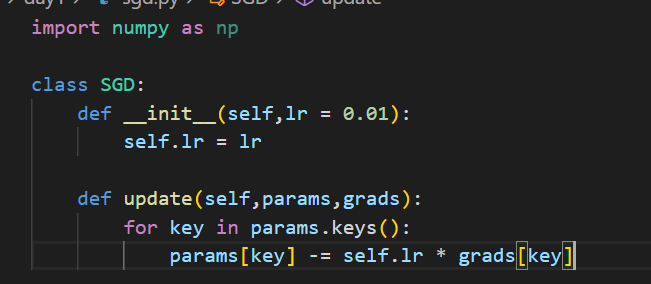 day1 > sgd.py > SGD > update
import numpy as np
class SGD:
def __init__(self,lr = 0.01):
self.lr = lr
def update(self,params,grads):
for key in params.keys():
params[key] -= self.lr * grads[key]